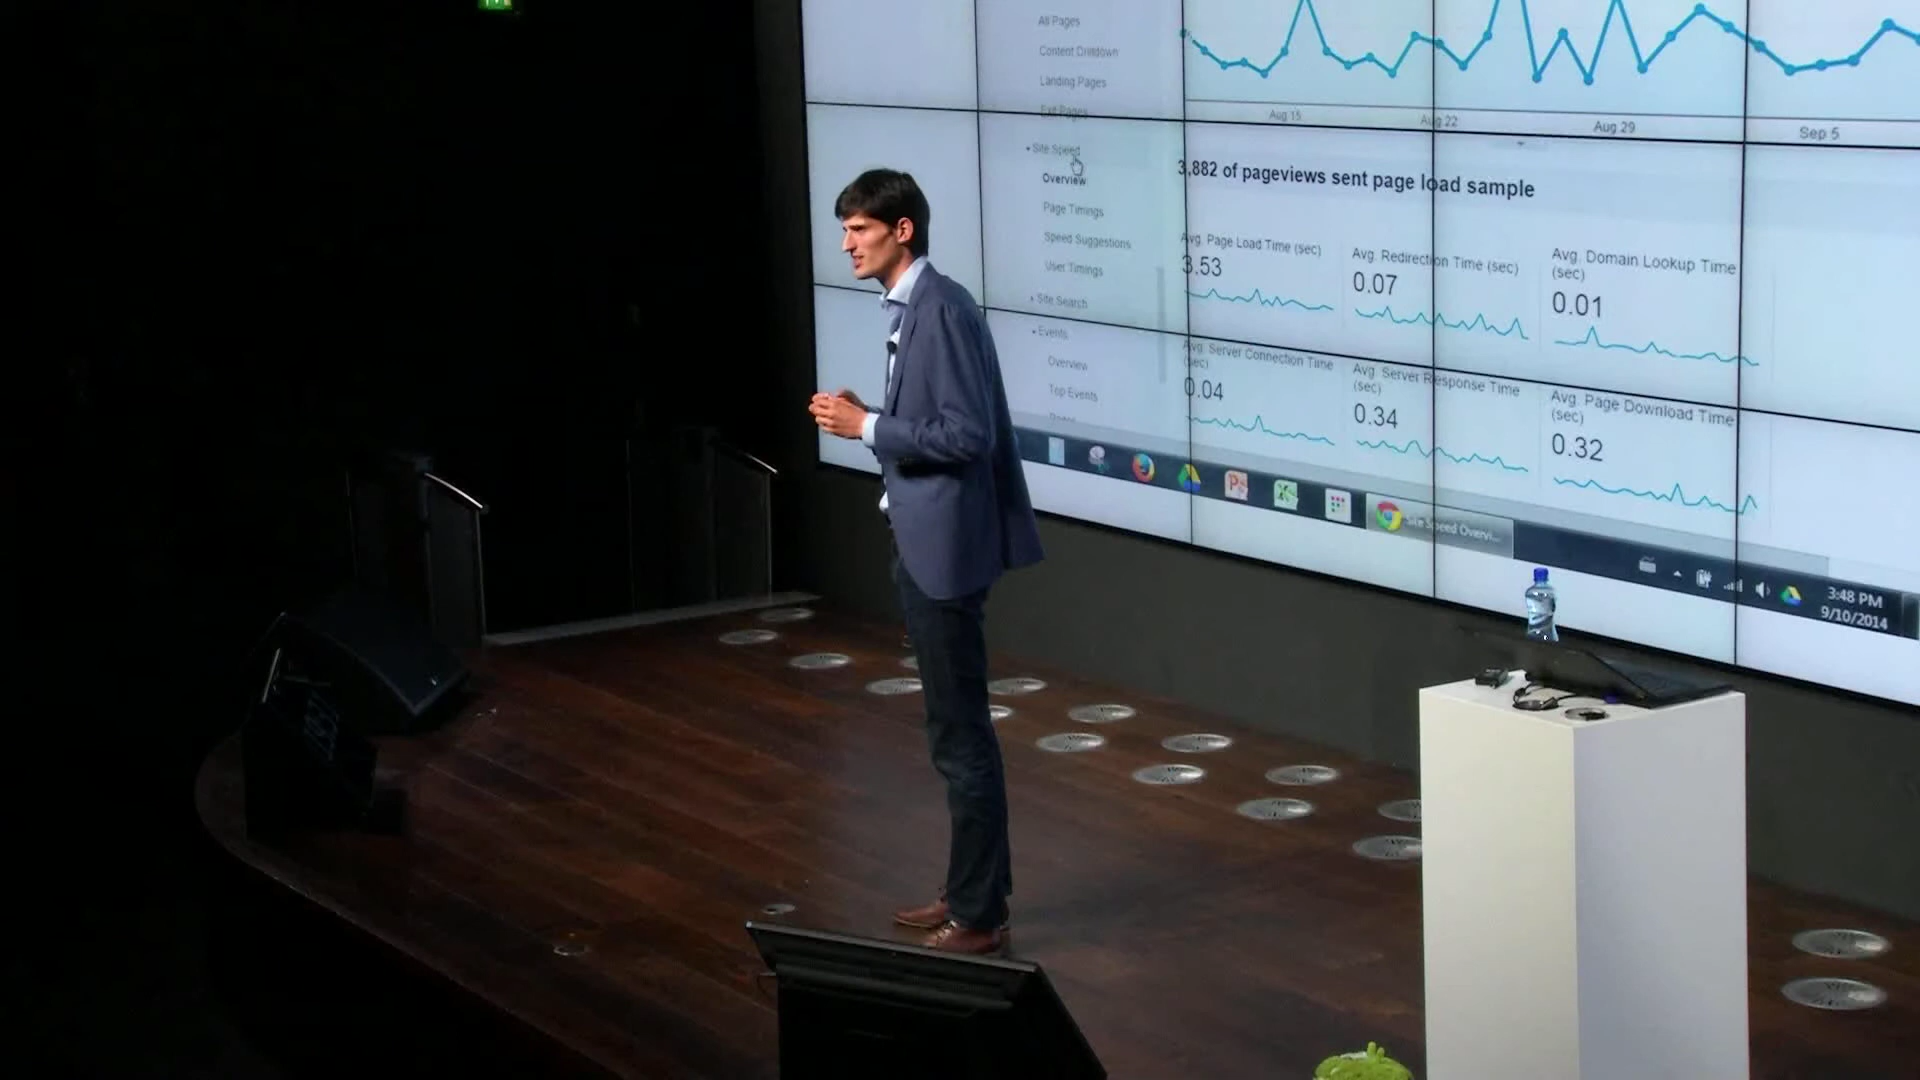 All Pages
Content Drilldown
Landing Pages
Exit Pages
Site Speed
Overview
Page Timings
Speed Suggestions
User Timings
Site Search
Events
Overview
Top Events
Pages
Aug 15
Aug 22
Aug 29
Sep 5
3,882 of pageviews sent page load sample
Avg. Page Load Time (sec)
3.53
Avg. Redirection Time (sec)
0.07
Avg. Domain Lookup Time
(sec)
0.01
Avg. Server Connection Time
(sec)
0.04
Avg. Server Response Time
(sec)
0.34
Avg. Page Download Time
(sec)
0.32
Site Speed Overvi...
3:48 PM
9/10/2014